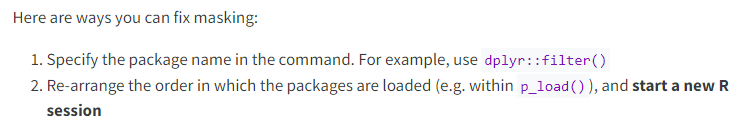 Here are ways you can fix masking:
1. Specify the package name in the command. For example, use dplyr::filter()
2. Re-arrange the order in which the packages are loaded (e.g. within p_load()), and start a new R
session